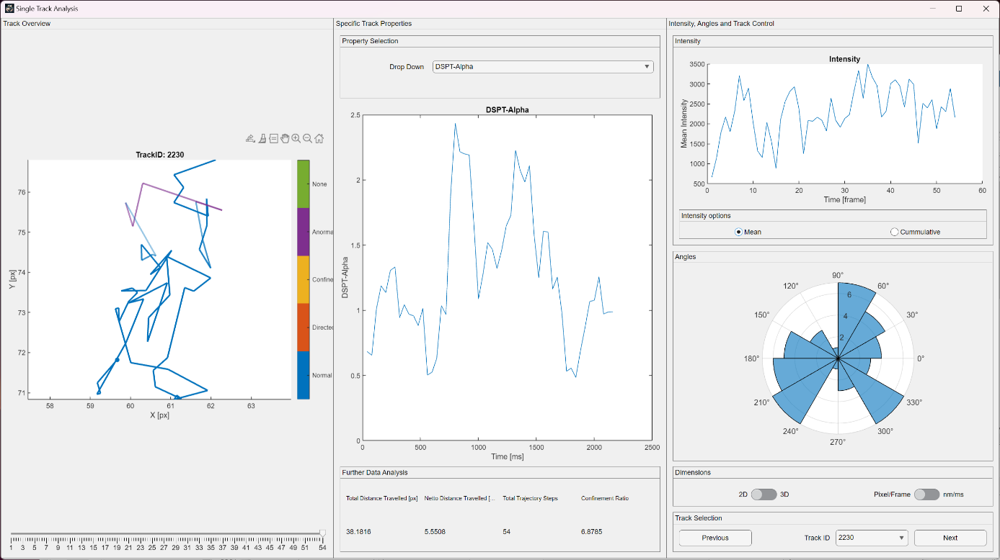 Single Track Analysis
Track Overview
TrackID: 2230
76
75
74
73
72
71
Y [px]
58 59 60 61 62 63
X [px]
None
Anorma
Confine
Directed
Normal
1 3 5 7 9 11 13 15 17 19 21 23 25 27 29 31 33 35 37 39 41 43 45 47 49 51 54
Specific Track Properties
Property Selection
Drop Down DSPT-Alpha
DSPT-Alpha
2.5
2
1.5
1
0.5
0
DSPT-Alpha
0 500 1000 1500 2000 2500
Time [ms]
Further Data Analysis
Total Distance Travelled [px] Netto Distance Travelled [... Total Trajectory Steps Confinement Ratio
38.1816 5.5508 54 6.8785
Intensity, Angles and Track Control
Intensity
Intensity
3500
3000
2500
2000
1500
1000
500
Mean Intensity
0 10 20 30 40 50 60
Time [frame]
Intensity options
Mean Cummulative
Angles
90°
120° 60°
150° 30°
180° 0°
210° 330°
240° 300°
270°
6
4
2
Dimensions
2D 3D Pixel/Frame nm/ms
Track Selection
Previous Track ID 2230 Next